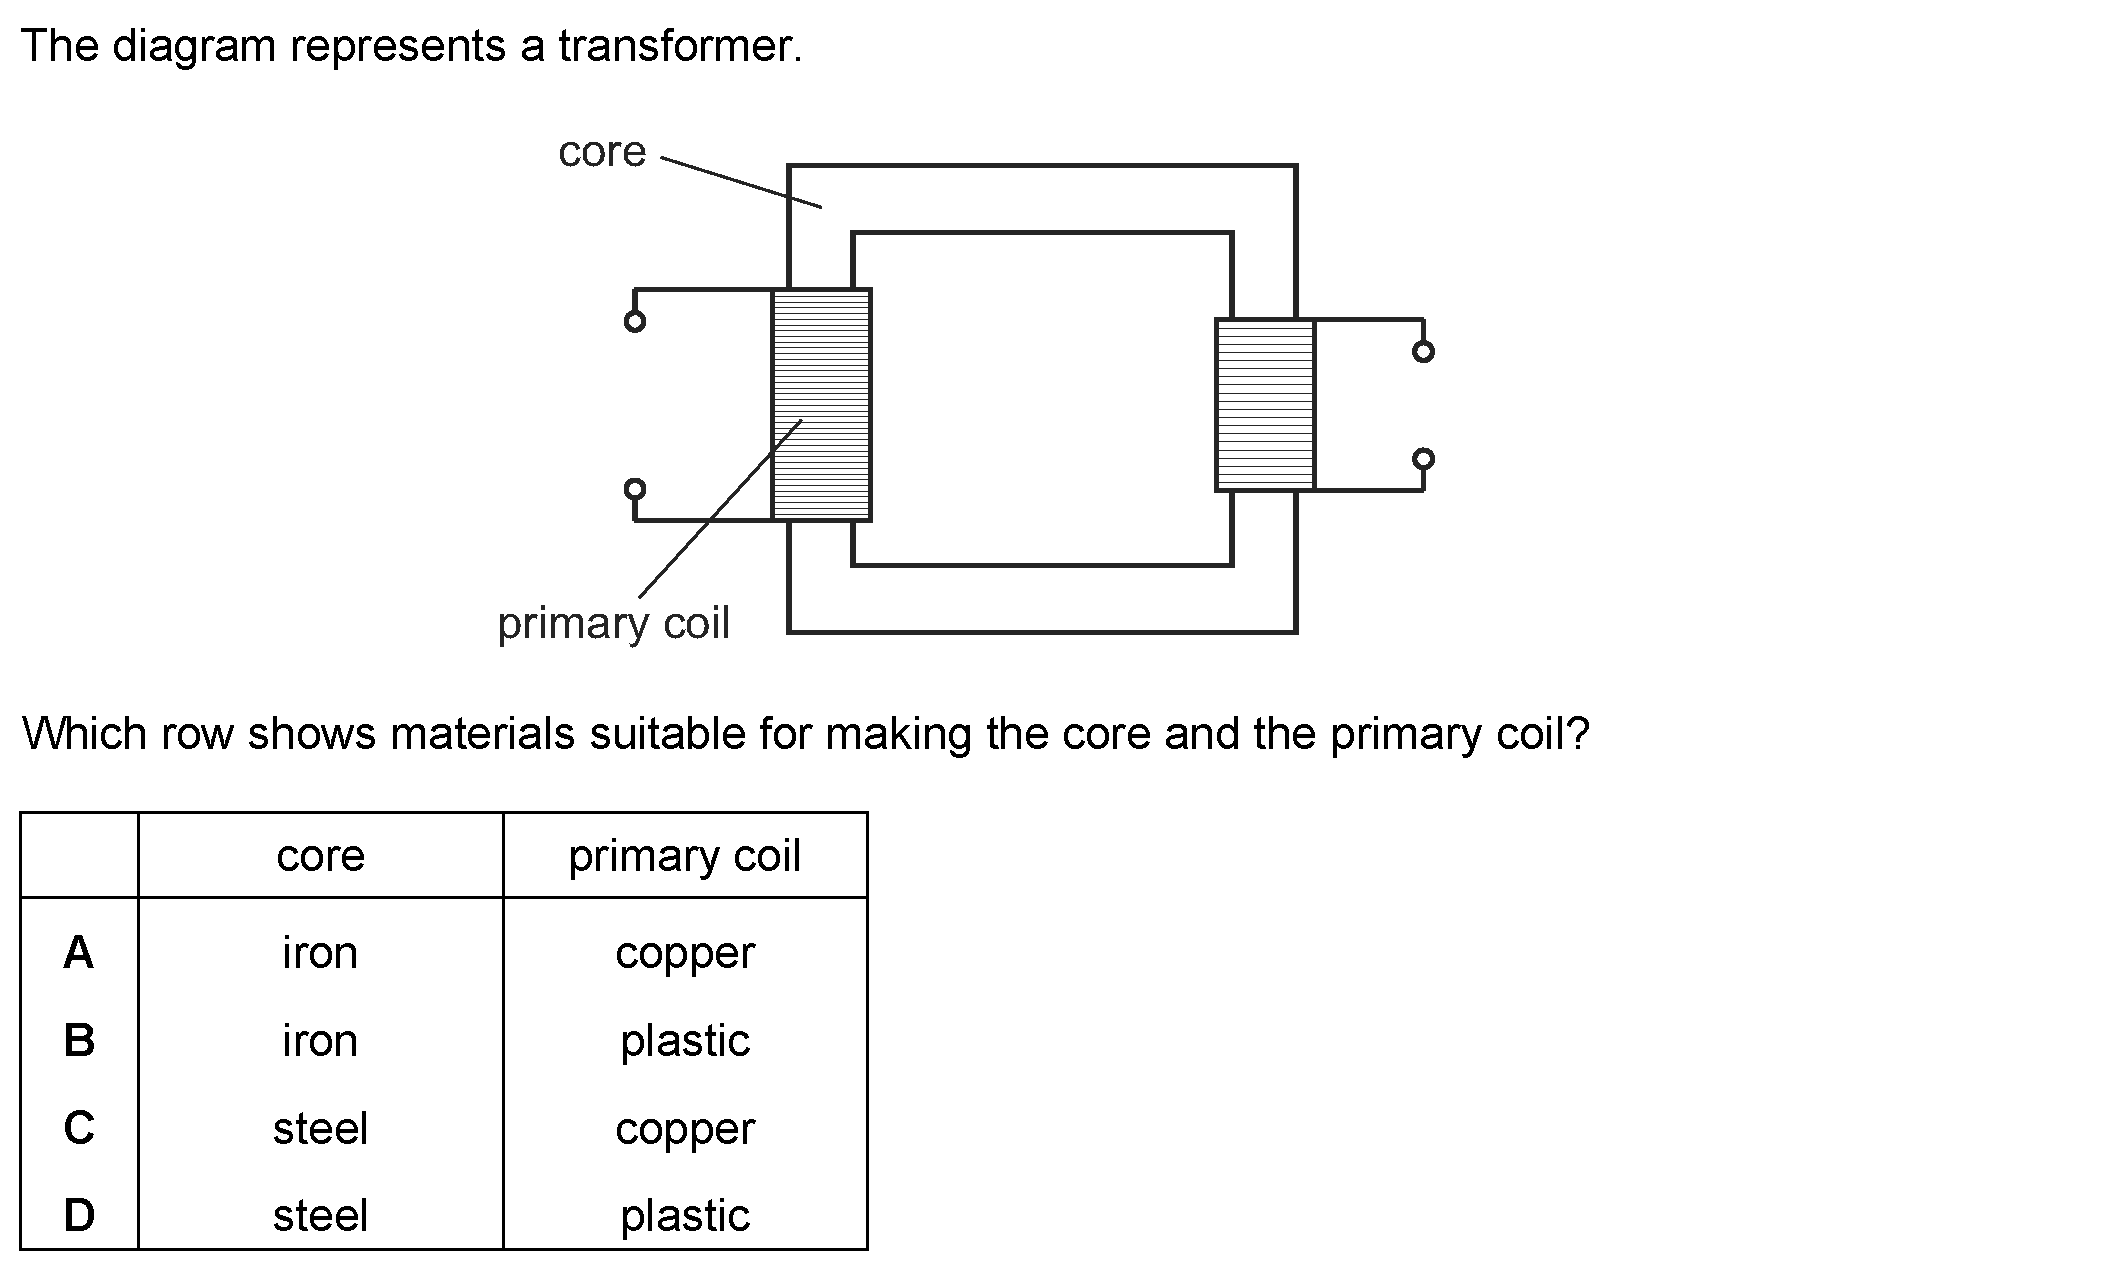 The diagram represents a transformer.
core
primary coil
Which row shows materials suitable for making the core and the primary coil?
core primary coil
A iron copper
B iron plastic
C steel copper
D steel plastic